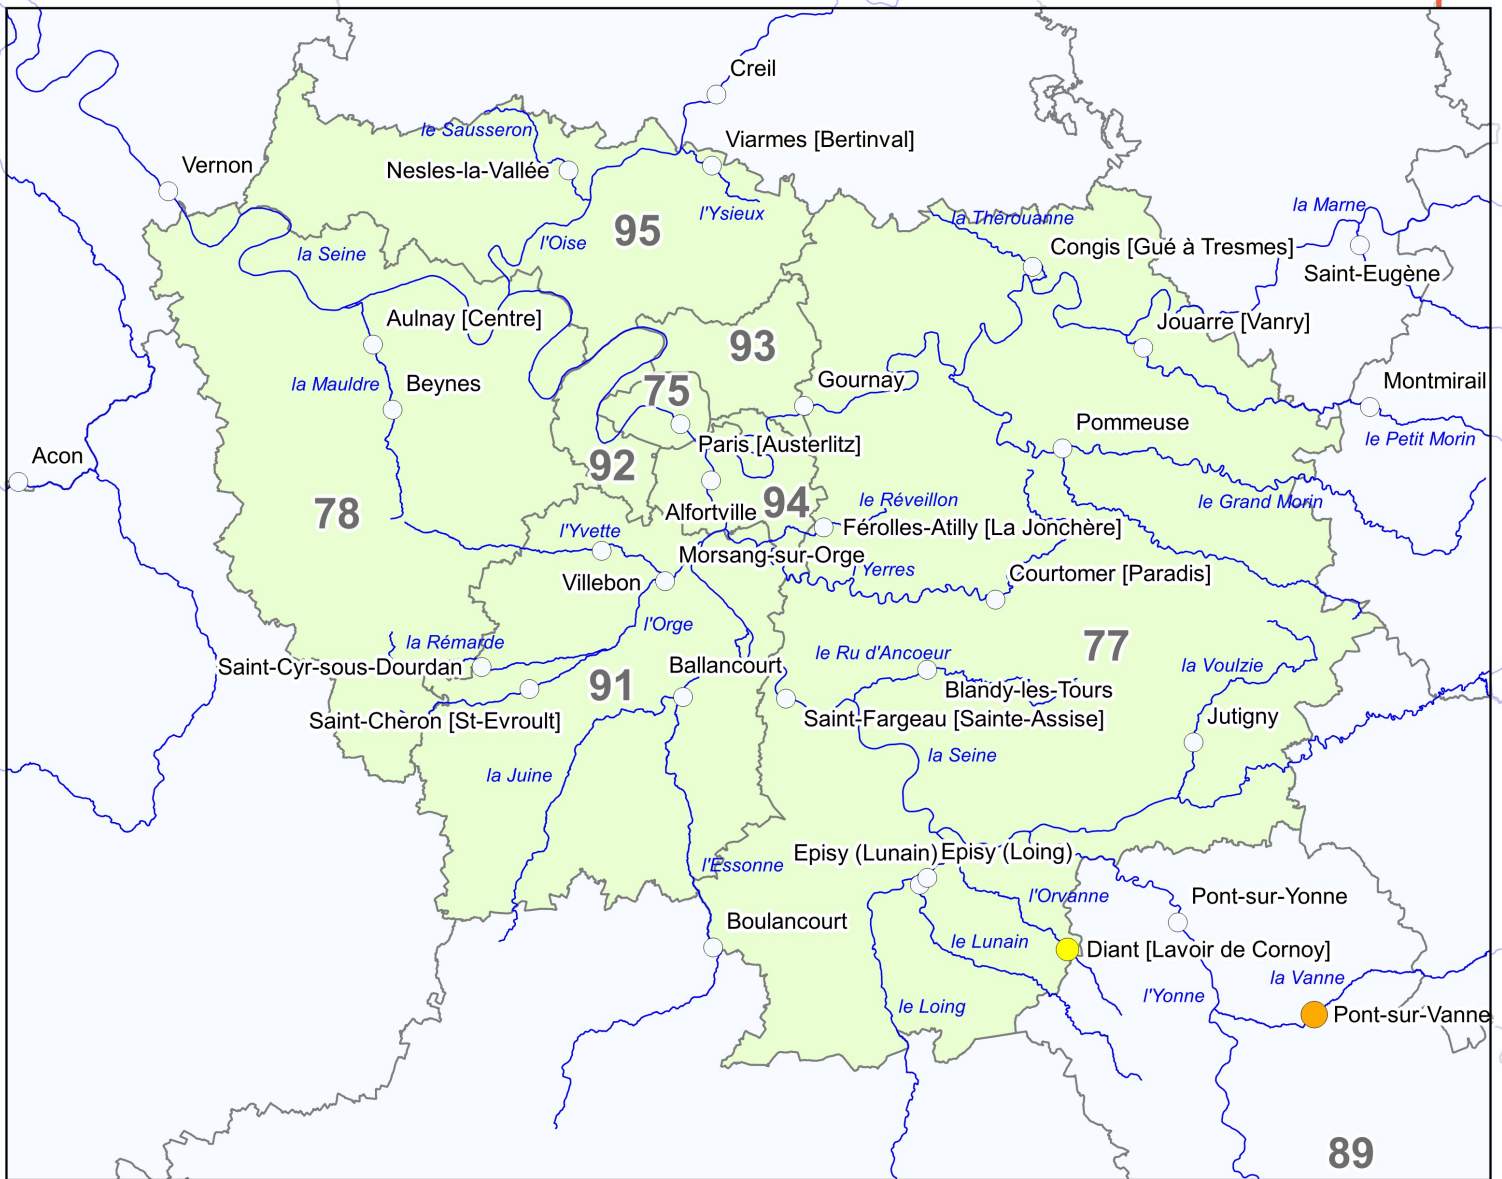 Creil
le Sausseron
Viarmes [Bertinval]
Vernon
Nesles-la-Vallée
l'Ysieux
la Marne
la Thérouanne
95
l'Oise
la Seine
Congis [Gué à Tresmes]
Saint-Eugène
Aulnay [Centre]
Jouarre [Vanry]
93
la Mauldre
Beynes
75
Gournay
Montmirail
Pommeuse
le Petit Morin
Acon
Paris [Austerlitz]
92
78
Alfortville
94
le Réveillon
le Grand Morin
l'Yvette
Férolles-Atilly [La Jonchère]
Morsang-sur-Orge
l'Yerres
Villebon
Courtomer [Paradis]
l'Orge
la Rémarde
77
Saint-Cyr-sous-Dourdan
Ballancourt
le Ru d'Ancoeur
la Voulzie
91
Blandy-les-Tours
Saint-Chéron [St-Evroult]
Saint-Fargeau [Sainte-Assise]
Jutigny
la Juine
la Seine
l'Essonne
Episy (Lunain)
Episy (Loing)
l'Orvanne
Pont-sur-Yonne
Boulancourt
le Lunain
Diant [Lavoir de Cornoy]
la Vanne
l'Yonne
le Loing
Pont-sur-Vanne
89